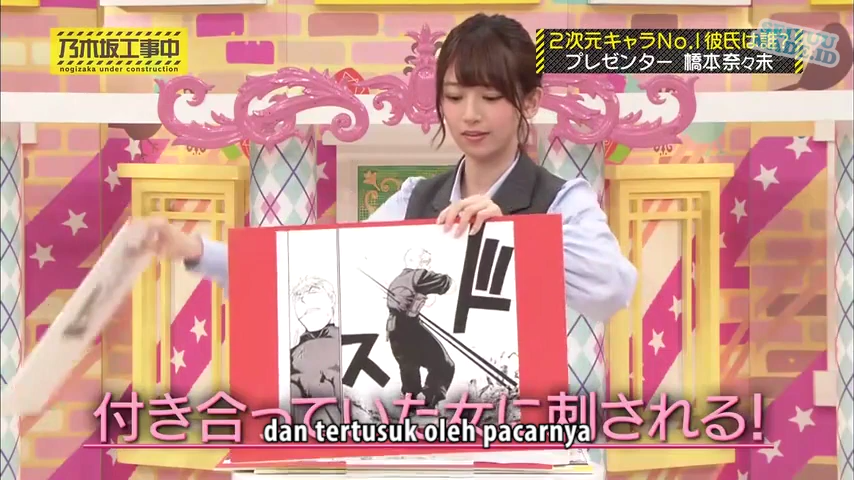 乃木坂工事中
nogizaka under construction
2次元キャラNo.1彼氏は誰?
プレゼンター 橋本奈々未
ドスッ
付き合っていた女に刺される!
dan tertusuk oleh pacarnya